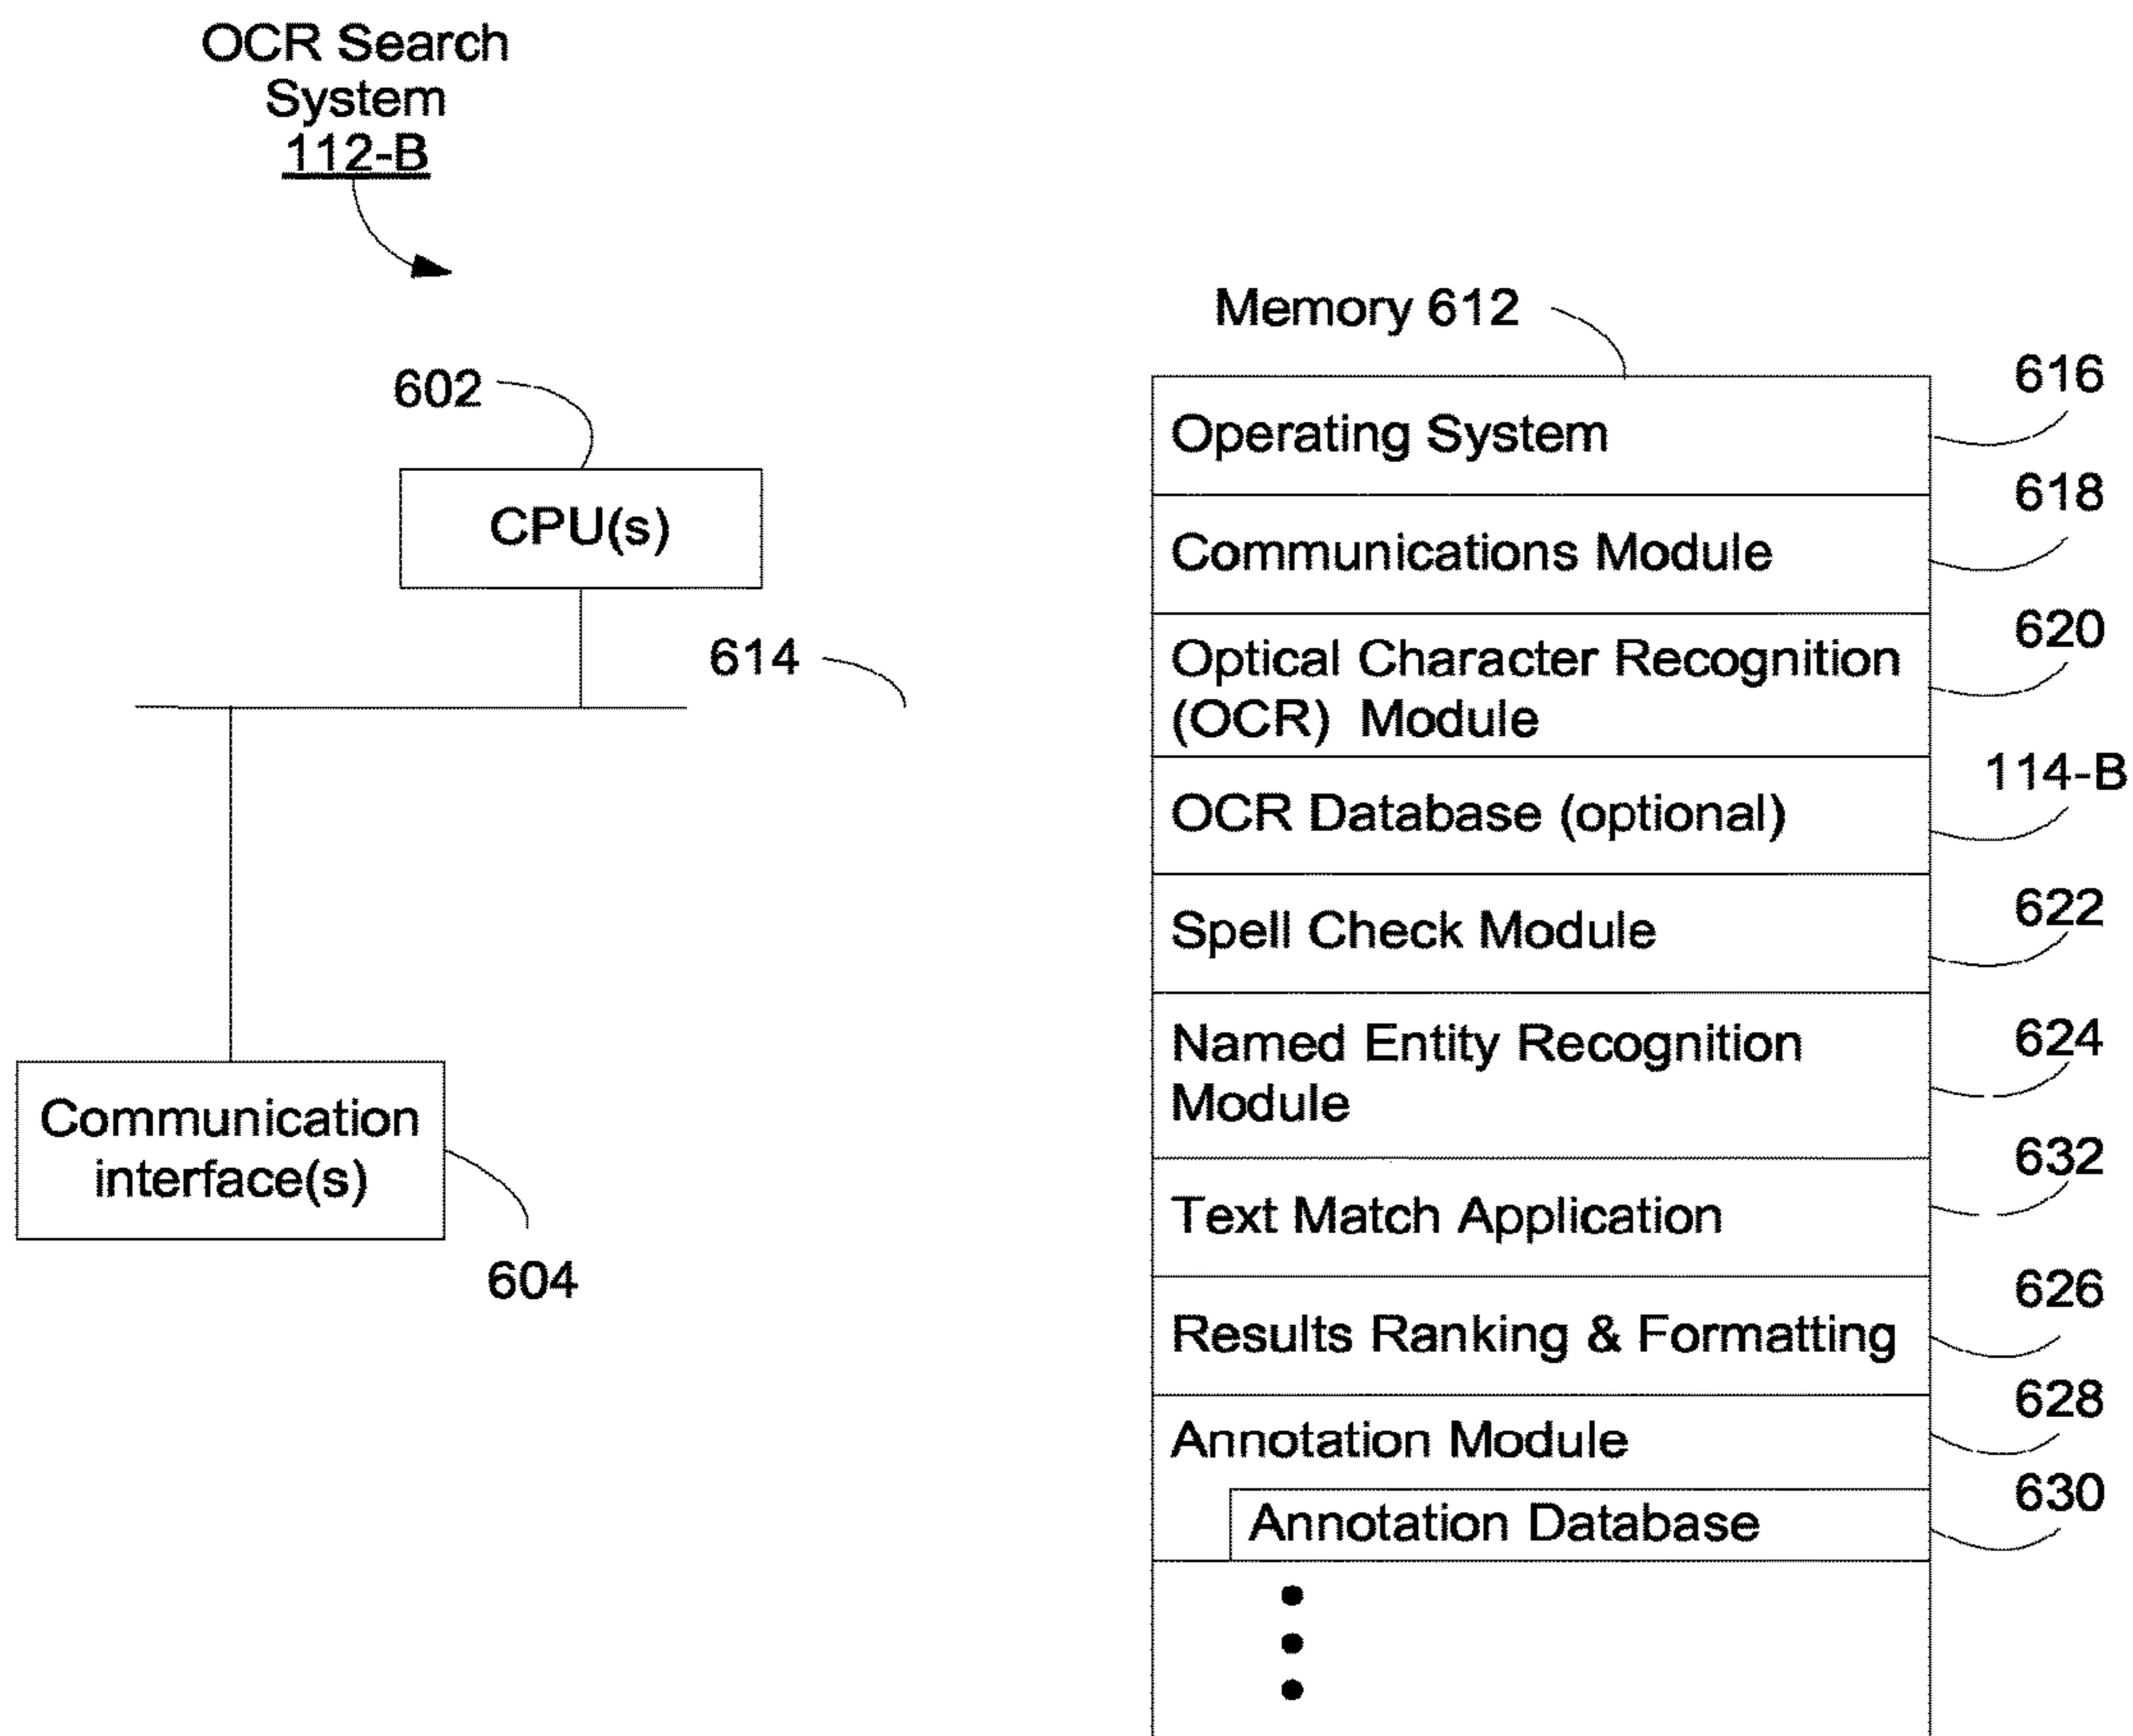 OCR Search
System
112-B
Memory 612
616
602
Operating System
618
CPU(s)
Communications Module
620
614
Optical Character Recognition
(OCR) Module
114-B
OCR Database (optional)
622
Spell Check Module
624
Named Entity Recognition
Module
Communication
interface(s)
632
Text Match Application
604
626
Results Ranking & Formatting
628
Annotation Module
630
Annotation Database